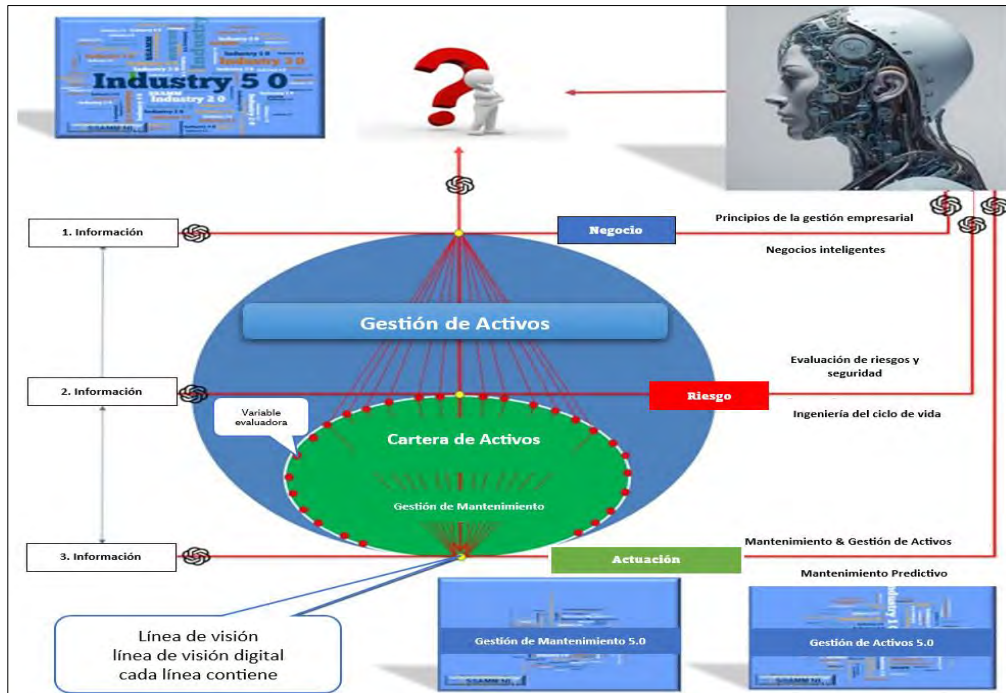 Industry 5 0
Industry 2 0
SSAMM NL
1. Información
Negocio
Principios de la gestión empresarial
Negocios inteligentes
Gestión de Activos
Evaluación de riesgos y
seguridad
2. Información
Riesgo
Ingeniería del ciclo de vida
Variable
evaluadora
Cartera de Activos
Gestión de Mantenimiento
3. Información
Actuación
Mantenimiento & Gestión de Activos
Mantenimiento Predictivo
Línea de visión
línea de visión digital
cada línea contiene
Gestión de Mantenimiento 5.0
Gestión de Activos 5.0